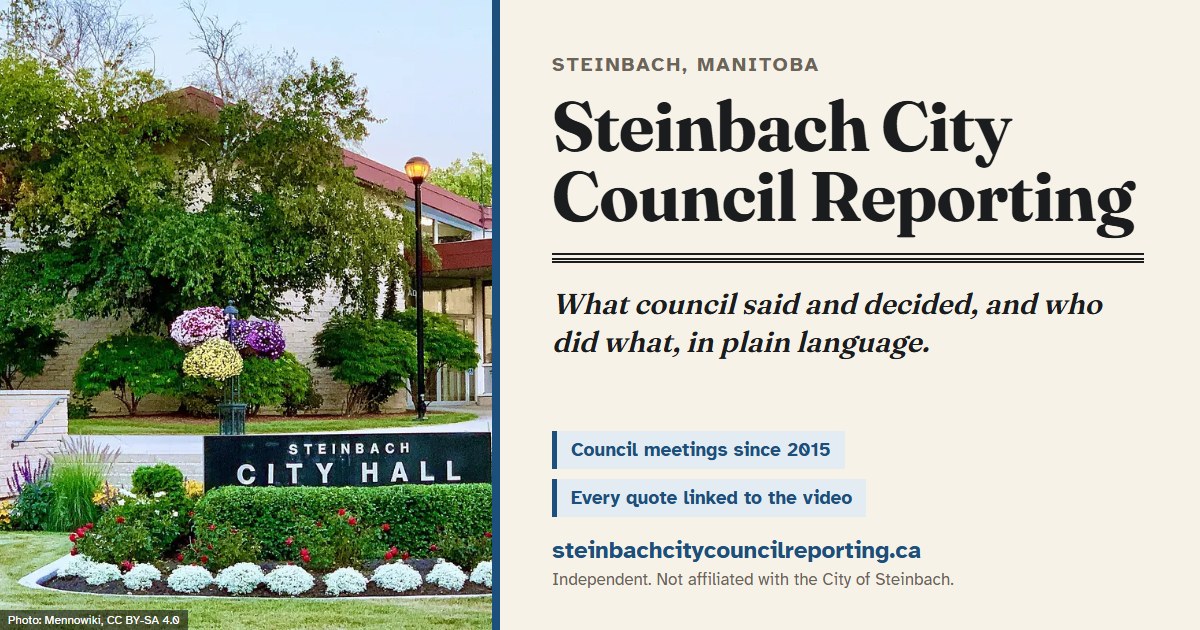 STEINBACH
CITY HALL
Photo: Mennowiki, CC BY-SA 4.0
STEINBACH, MANITOBA
Steinbach City
Council Reporting
What council said and decided, and who
did what, in plain language.
Council meetings since 2015
Every quote linked to the video
steinbachcitycouncilreporting.ca
Independent. Not affiliated with the City of Steinbach.